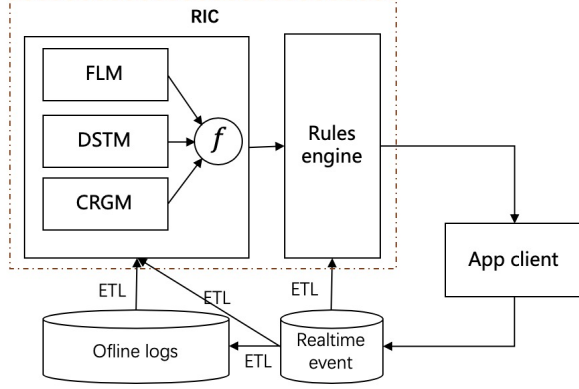 RIC
FLM
DSTM
CRGM
f
Rules
engine
App client
ETL
ETL
ETL
ETL
Ofline logs
Realtime
event